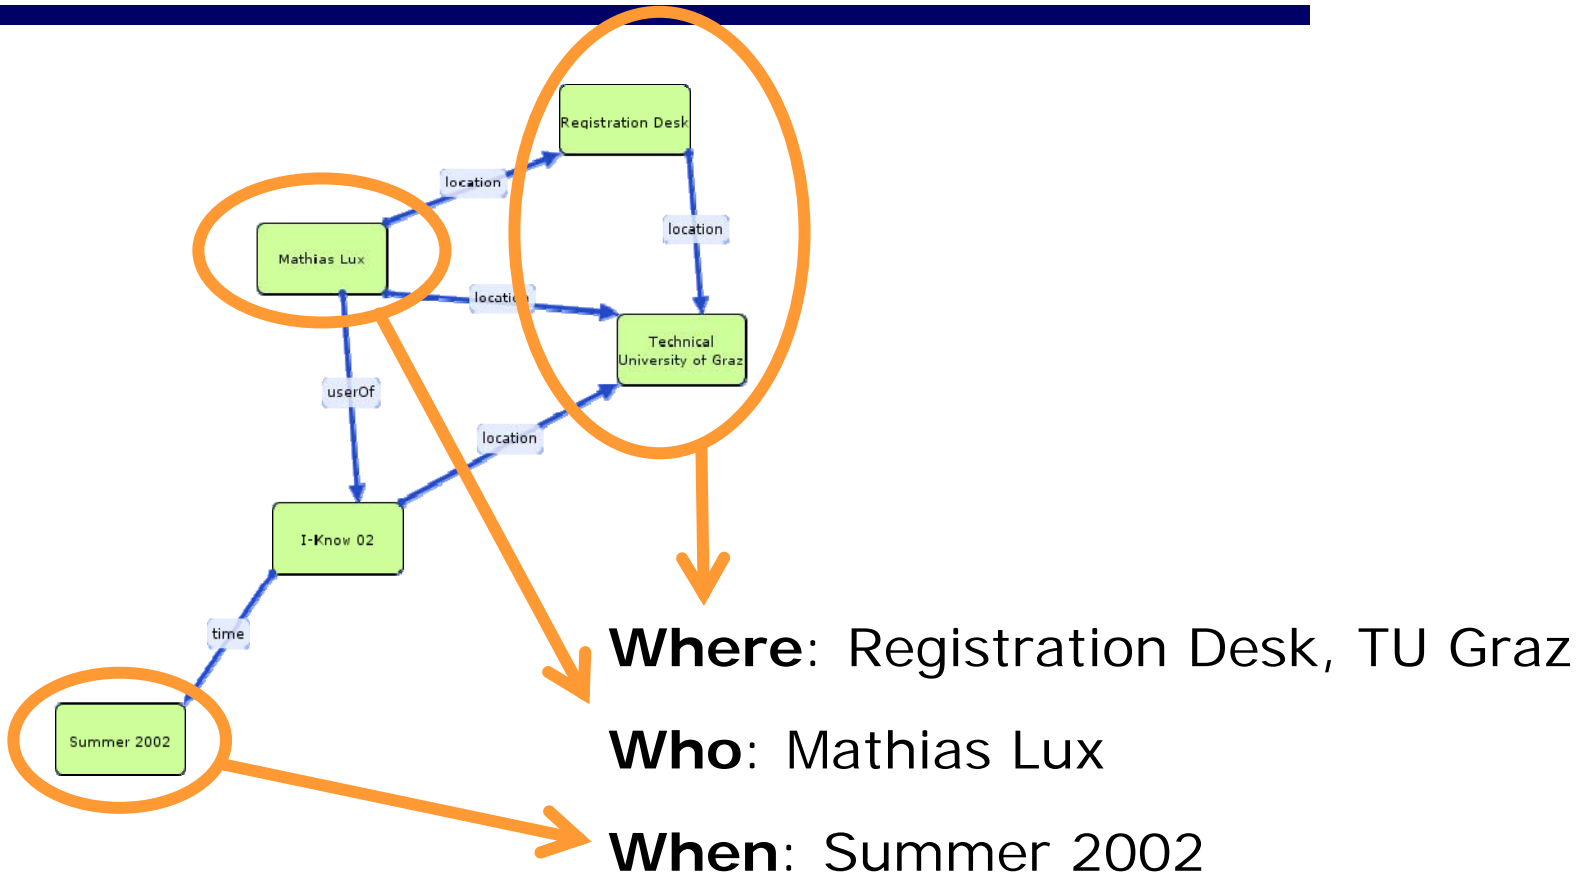 Registration Desk
location
location
Mathias Lux
location
Technical
University of Graz
userOf
location
I-Know 02
time
Summer 2002
Where: Registration Desk, TU Graz
Who: Mathias Lux
When: Summer 2002